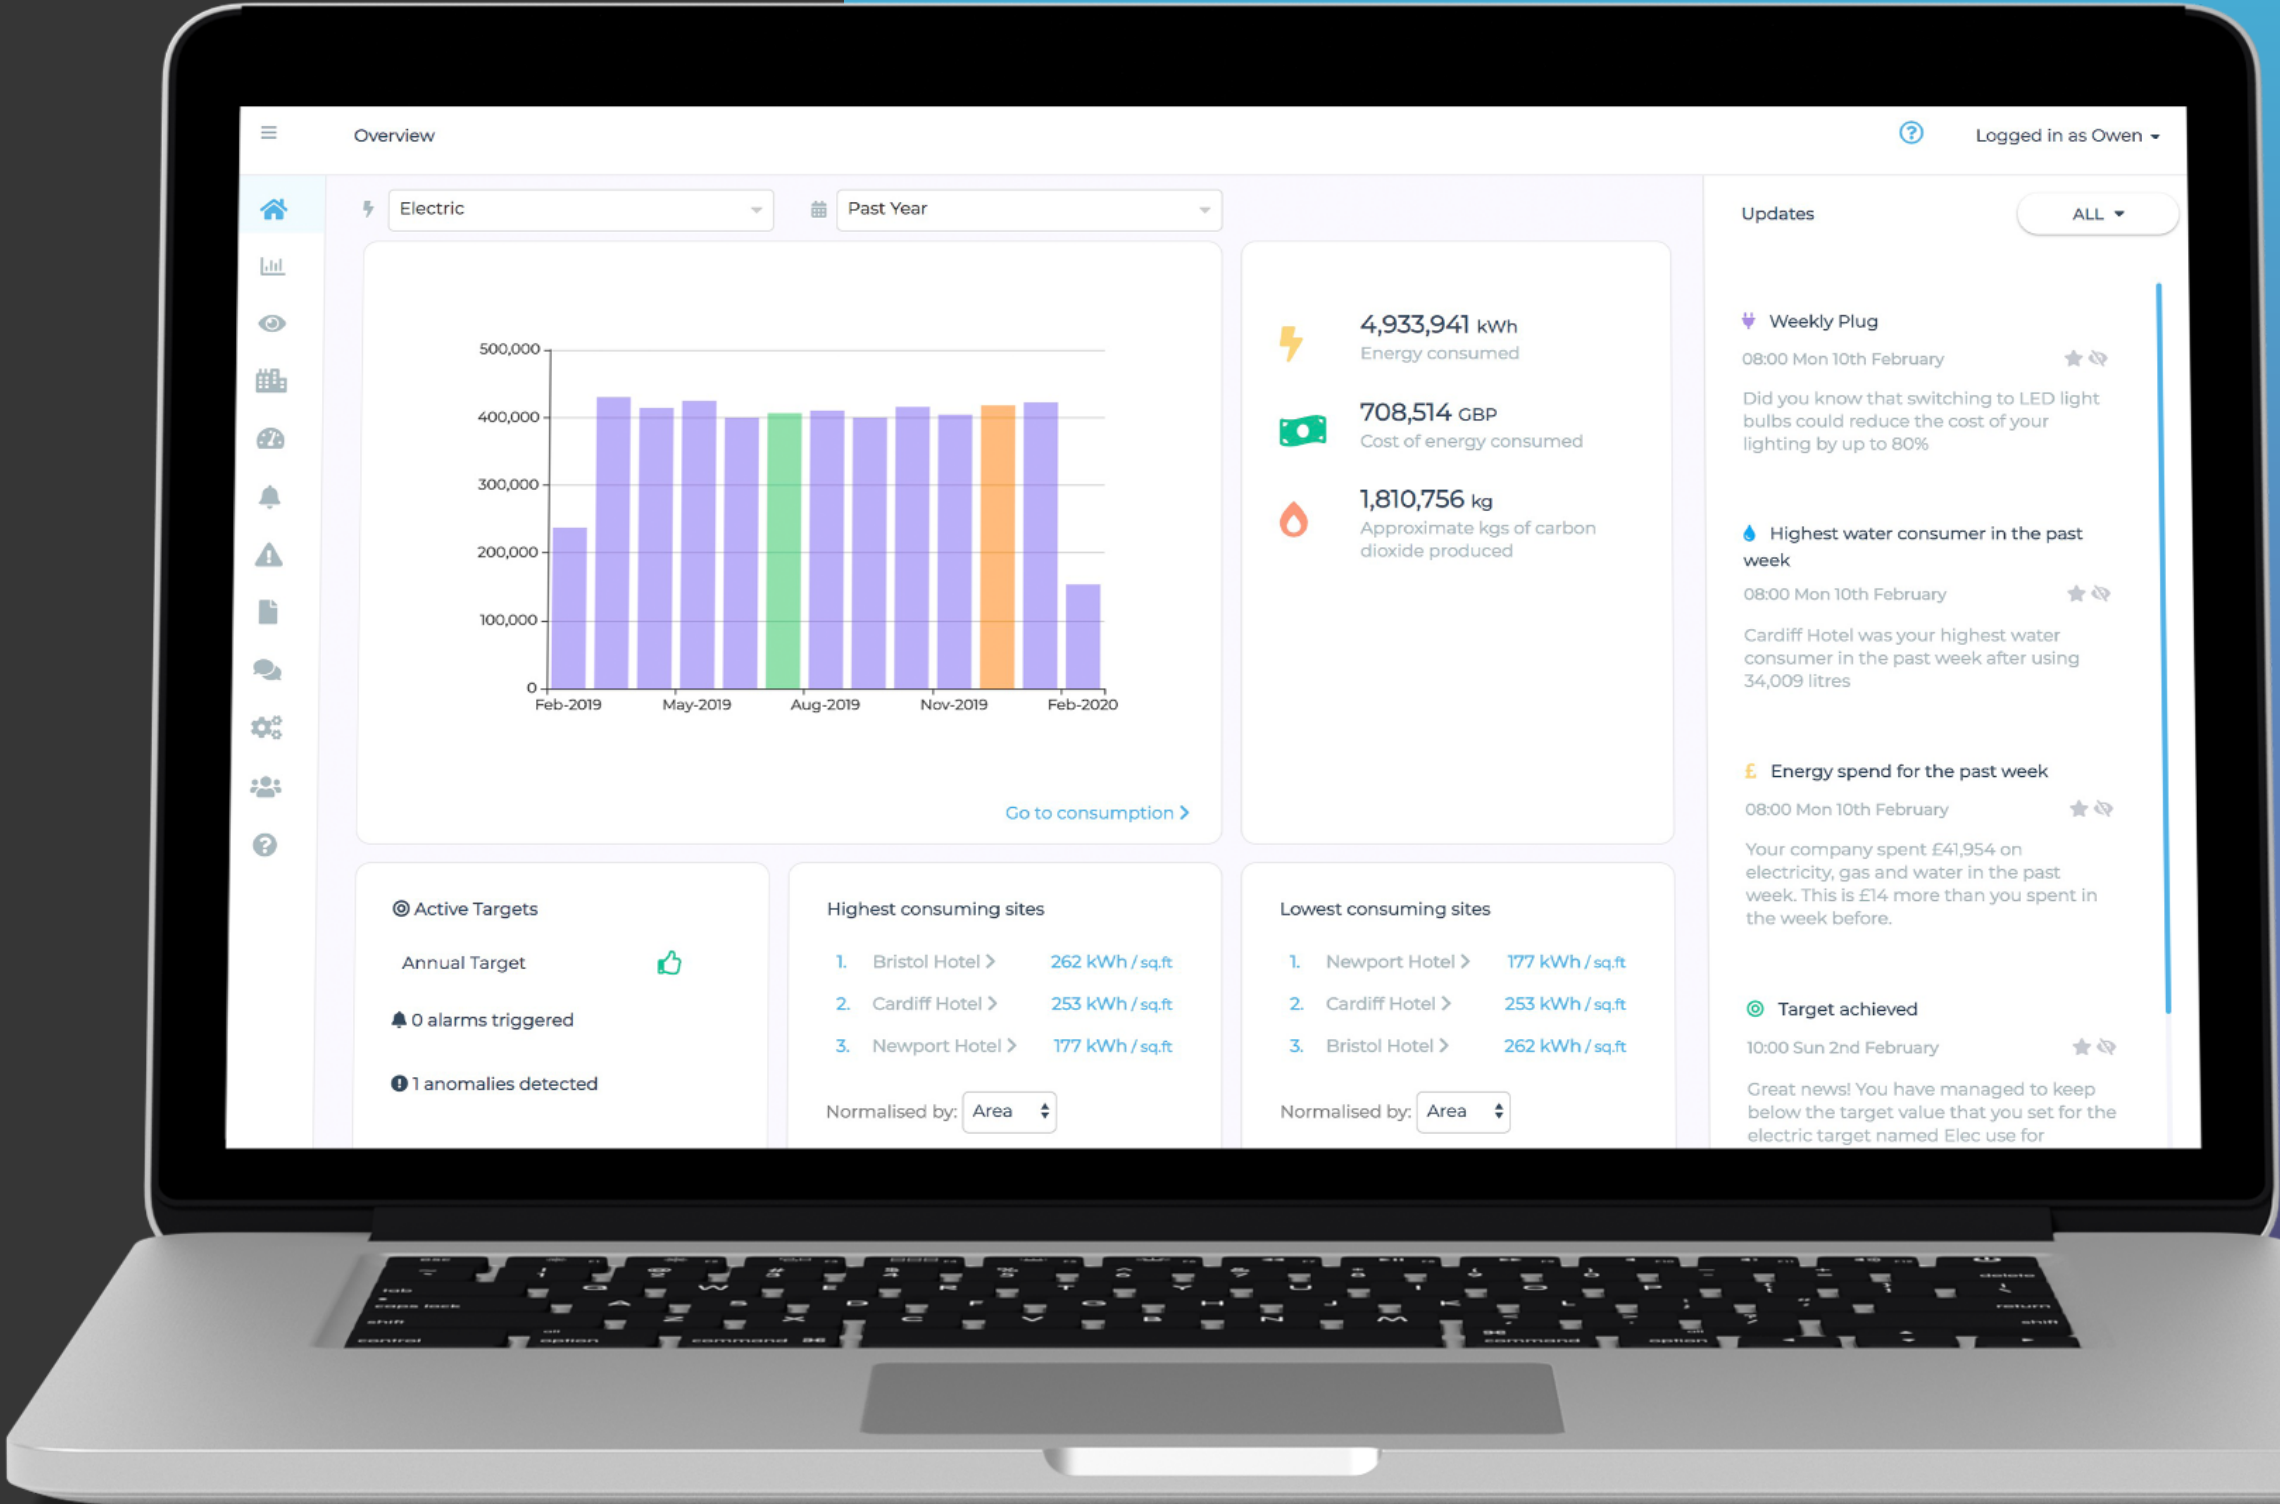 Overview
Logged in as Owen
Electric
Past Year
Updates
ALL
500,000
400,000
300,000
200,000
100,000
0
Feb-2019
May-2019
Aug-2019
Nov-2019
Feb-2020
Go to consumption
4,933,941 kWh
Energy consumed
708,514 GBP
Cost of energy consumed
1,810,756 kg
Approximate kgs of carbon
dioxide produced
Weekly Plug
08:00 Mon 10th February
Did you know that switching to LED light
bulbs could reduce the cost of your
lighting by up to 80%
Highest water consumer in the past
week
08:00 Mon 10th February
Cardiff Hotel was your highest water
consumer in the past week after using
34,009 litres
£ Energy spend for the past week
08:00 Mon 10th February
Your company spent £41,954 on
electricity, gas and water in the past
week. This is £14 more than you spent in
the week before.
Target achieved
10:00 Sun 2nd February
Great news! You have managed to keep
below the target value that you set for the
electric target named Elec use for
Active Targets
Annual Target
0 alarms triggered
1 anomalies detected
Highest consuming sites
1. Bristol Hotel > 262 kWh / sq.ft
2. Cardiff Hotel > 253 kWh / sq.ft
3. Newport Hotel > 177 kWh / sq.ft
Normalised by: Area
Lowest consuming sites
1. Newport Hotel > 177 kWh / sq.ft
2. Cardiff Hotel > 253 kWh / sq.ft
3. Bristol Hotel > 262 kWh / sq.ft
Normalised by: Area
tab
caps lock
shift
control
option
command
command
option
delete
return
shift